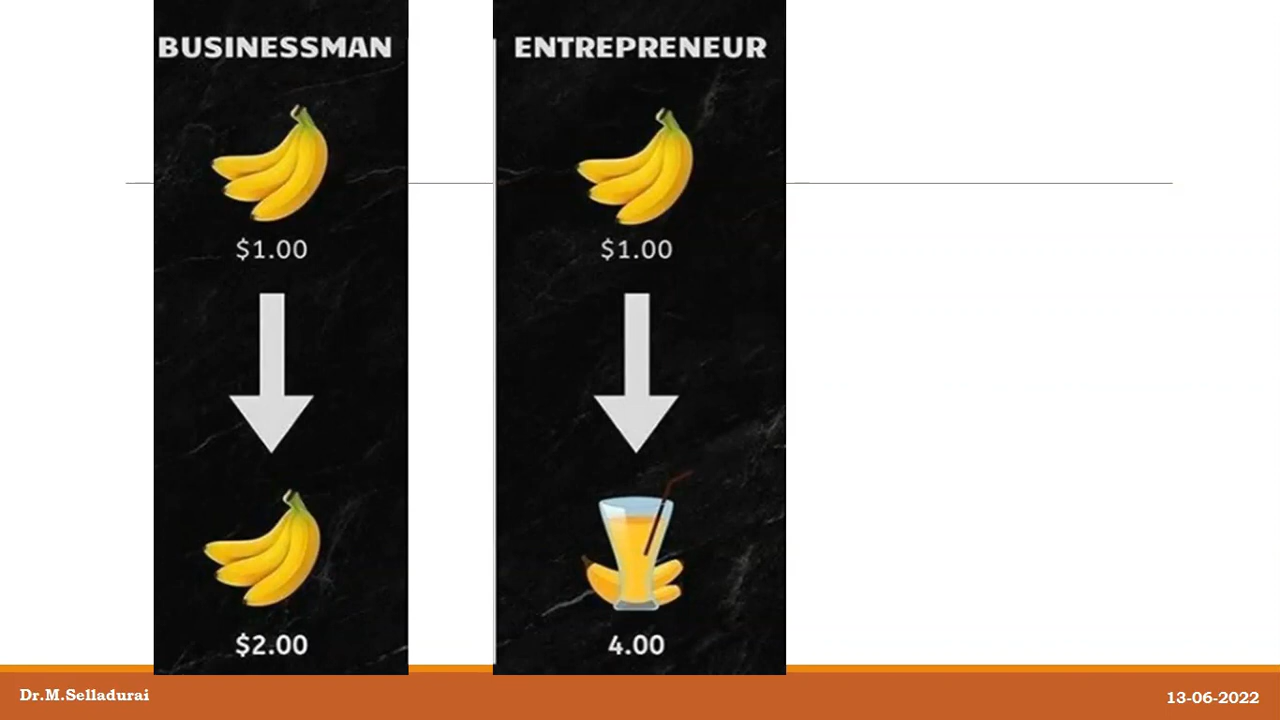 BUSINESSMAN
$1.00
$2.00
ENTREPRENEUR
$1.00
4.00
Dr.M.Selladurai
13-06-2022